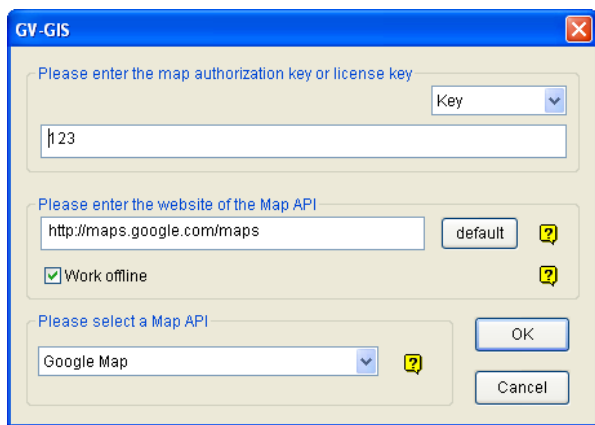 GV-GIS
Please enter the map authorization key or license key
Key
123
Please enter the website of the Map API
http://maps.google.com/maps
default
?
Work offline
?
Please select a Map API
Google Map
?
OK
Cancel